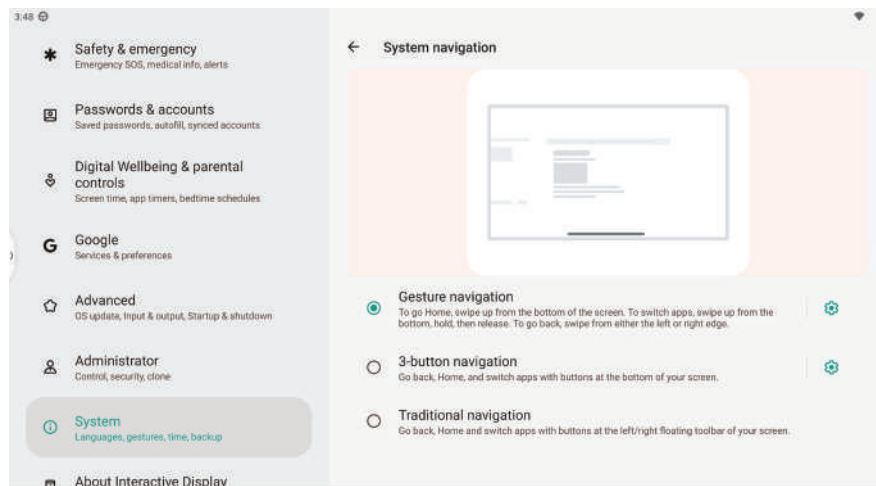 3:48
Safety & emergency
Emergency SOS, medical info, alerts
Passwords & accounts
Saved passwords, autofill, synced accounts
Digital Wellbeing & parental
controls
Screen time, app timers, bedtime schedules
Google
Services & preferences
Advanced
OS update, Input & output, Startup & shutdown
Administrator
Control, security, clone
System
Languages, gestures, time, backup
About Interactive Display
System navigation
Gesture navigation
To go Home, swipe up from the bottom of the screen. To switch apps, swipe up from the
bottom, hold, then release. To go back, swipe from either the left or right edge.
3-button navigation
Go back, Home, and switch apps with buttons at the bottom of your screen.
Traditional navigation
Go back, Home and switch apps with buttons at the left/right floating toolbar of your screen.